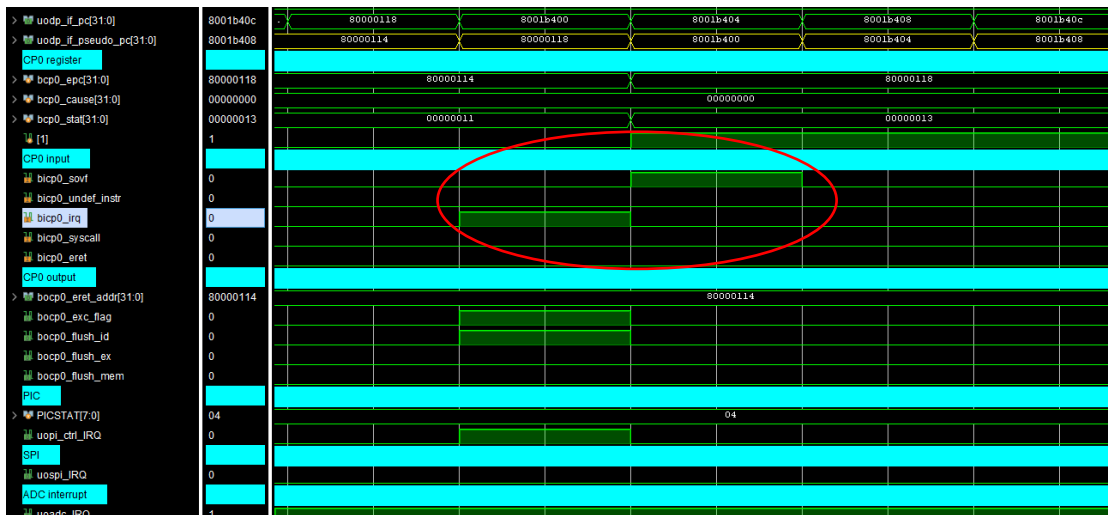 uodp_if_pc[31:0] 8001b40c 80000118 8001b400 8001b404 8001b408 8001b40c
uodp_if_pseudo_pc[31:0] 8001b408 80000114 80000118 8001b400 8001b404 8001b408
CP0 register
bcp0_epc[31:0] 80000118 80000114 80000118
bcp0_cause[31:0] 00000000 00000000
bcp0_stat[31:0] 00000013 00000011 00000013
[1] 1
CP0 input
bicp0_sovf 0
bicp0_undef_instr 0
bicp0_irq 0
bicp0_syscall 0
bicp0_eret 0
CP0 output
bocp0_eret_addr[31:0] 80000114 80000114
bocp0_exc_flag 0
bocp0_flush_id 0
bocp0_flush_ex 0
bocp0_flush_mem 0
PIC
PICSTAT[7:0] 04 04
uopi_ctrl_IRQ 0
SPI
uospi_IRQ 0
ADC interrupt
uoadc_IRQ 1